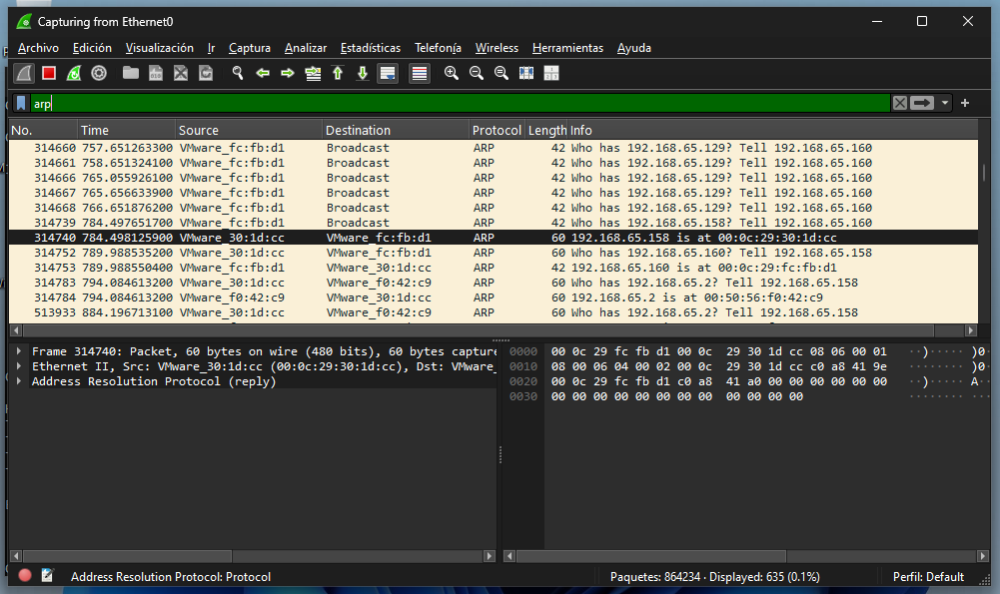 Capturing from Ethernet0
Archivo Edición Visualización Ir Captura Analizar Estadísticas Telefonía Wireless Herramientas Ayuda
arp
No. Time Source Destination Protocol Length Info
314660 757.651263300 VMware_fc:fb:d1 Broadcast ARP 42 Who has 192.168.65.129? Tell 192.168.65.160
314661 758.651324100 VMware_fc:fb:d1 Broadcast ARP 42 Who has 192.168.65.129? Tell 192.168.65.160
314666 765.055926100 VMware_fc:fb:d1 Broadcast ARP 42 Who has 192.168.65.129? Tell 192.168.65.160
314667 765.656633900 VMware_fc:fb:d1 Broadcast ARP 42 Who has 192.168.65.129? Tell 192.168.65.160
314668 766.651876200 VMware_fc:fb:d1 Broadcast ARP 42 Who has 192.168.65.129? Tell 192.168.65.160
314739 784.497651700 VMware_fc:fb:d1 Broadcast ARP 42 Who has 192.168.65.158? Tell 192.168.65.160
314740 784.498125900 VMware_30:1d:cc VMware_fc:fb:d1 ARP 60 192.168.65.158 is at 00:0c:29:30:1d:cc
314752 789.988535200 VMware_30:1d:cc VMware_fc:fb:d1 ARP 60 Who has 192.168.65.160? Tell 192.168.65.158
314753 789.988550400 VMware_fc:fb:d1 VMware_30:1d:cc ARP 42 192.168.65.160 is at 00:0c:29:fc:fb:d1
314783 794.084613200 VMware_30:1d:cc VMware_f0:42:c9 ARP 60 Who has 192.168.65.2? Tell 192.168.65.158
314784 794.084613200 VMware_f0:42:c9 VMware_30:1d:cc ARP 60 192.168.65.2 is at 00:50:56:f0:42:c9
513933 884.196713100 VMware_30:1d:cc VMware_f0:42:c9 ARP 60 Who has 192.168.65.2? Tell 192.168.65.158
Frame 314740: Packet, 60 bytes on wire (480 bits), 60 bytes capture
Ethernet II, Src: VMware_30:1d:cc (00:0c:29:30:1d:cc), Dst: VMware_
Address Resolution Protocol (reply)
0000 00 0c 29 fc fb d1 00 0c 29 30 1d cc 08 06 00 01 ··)····· )0
0010 08 00 06 04 00 02 00 0c 29 30 1d cc c0 a8 41 9e ········ )0
0020 00 0c 29 fc fb d1 c0 a8 41 a0 00 00 00 00 00 00 ··)····· A·
0030 00 00 00 00 00 00 00 00 00 00 00 00 ········ ···
Address Resolution Protocol: Protocol
Paquetes: 864234 · Displayed: 635 (0.1%)
Perfil: Default